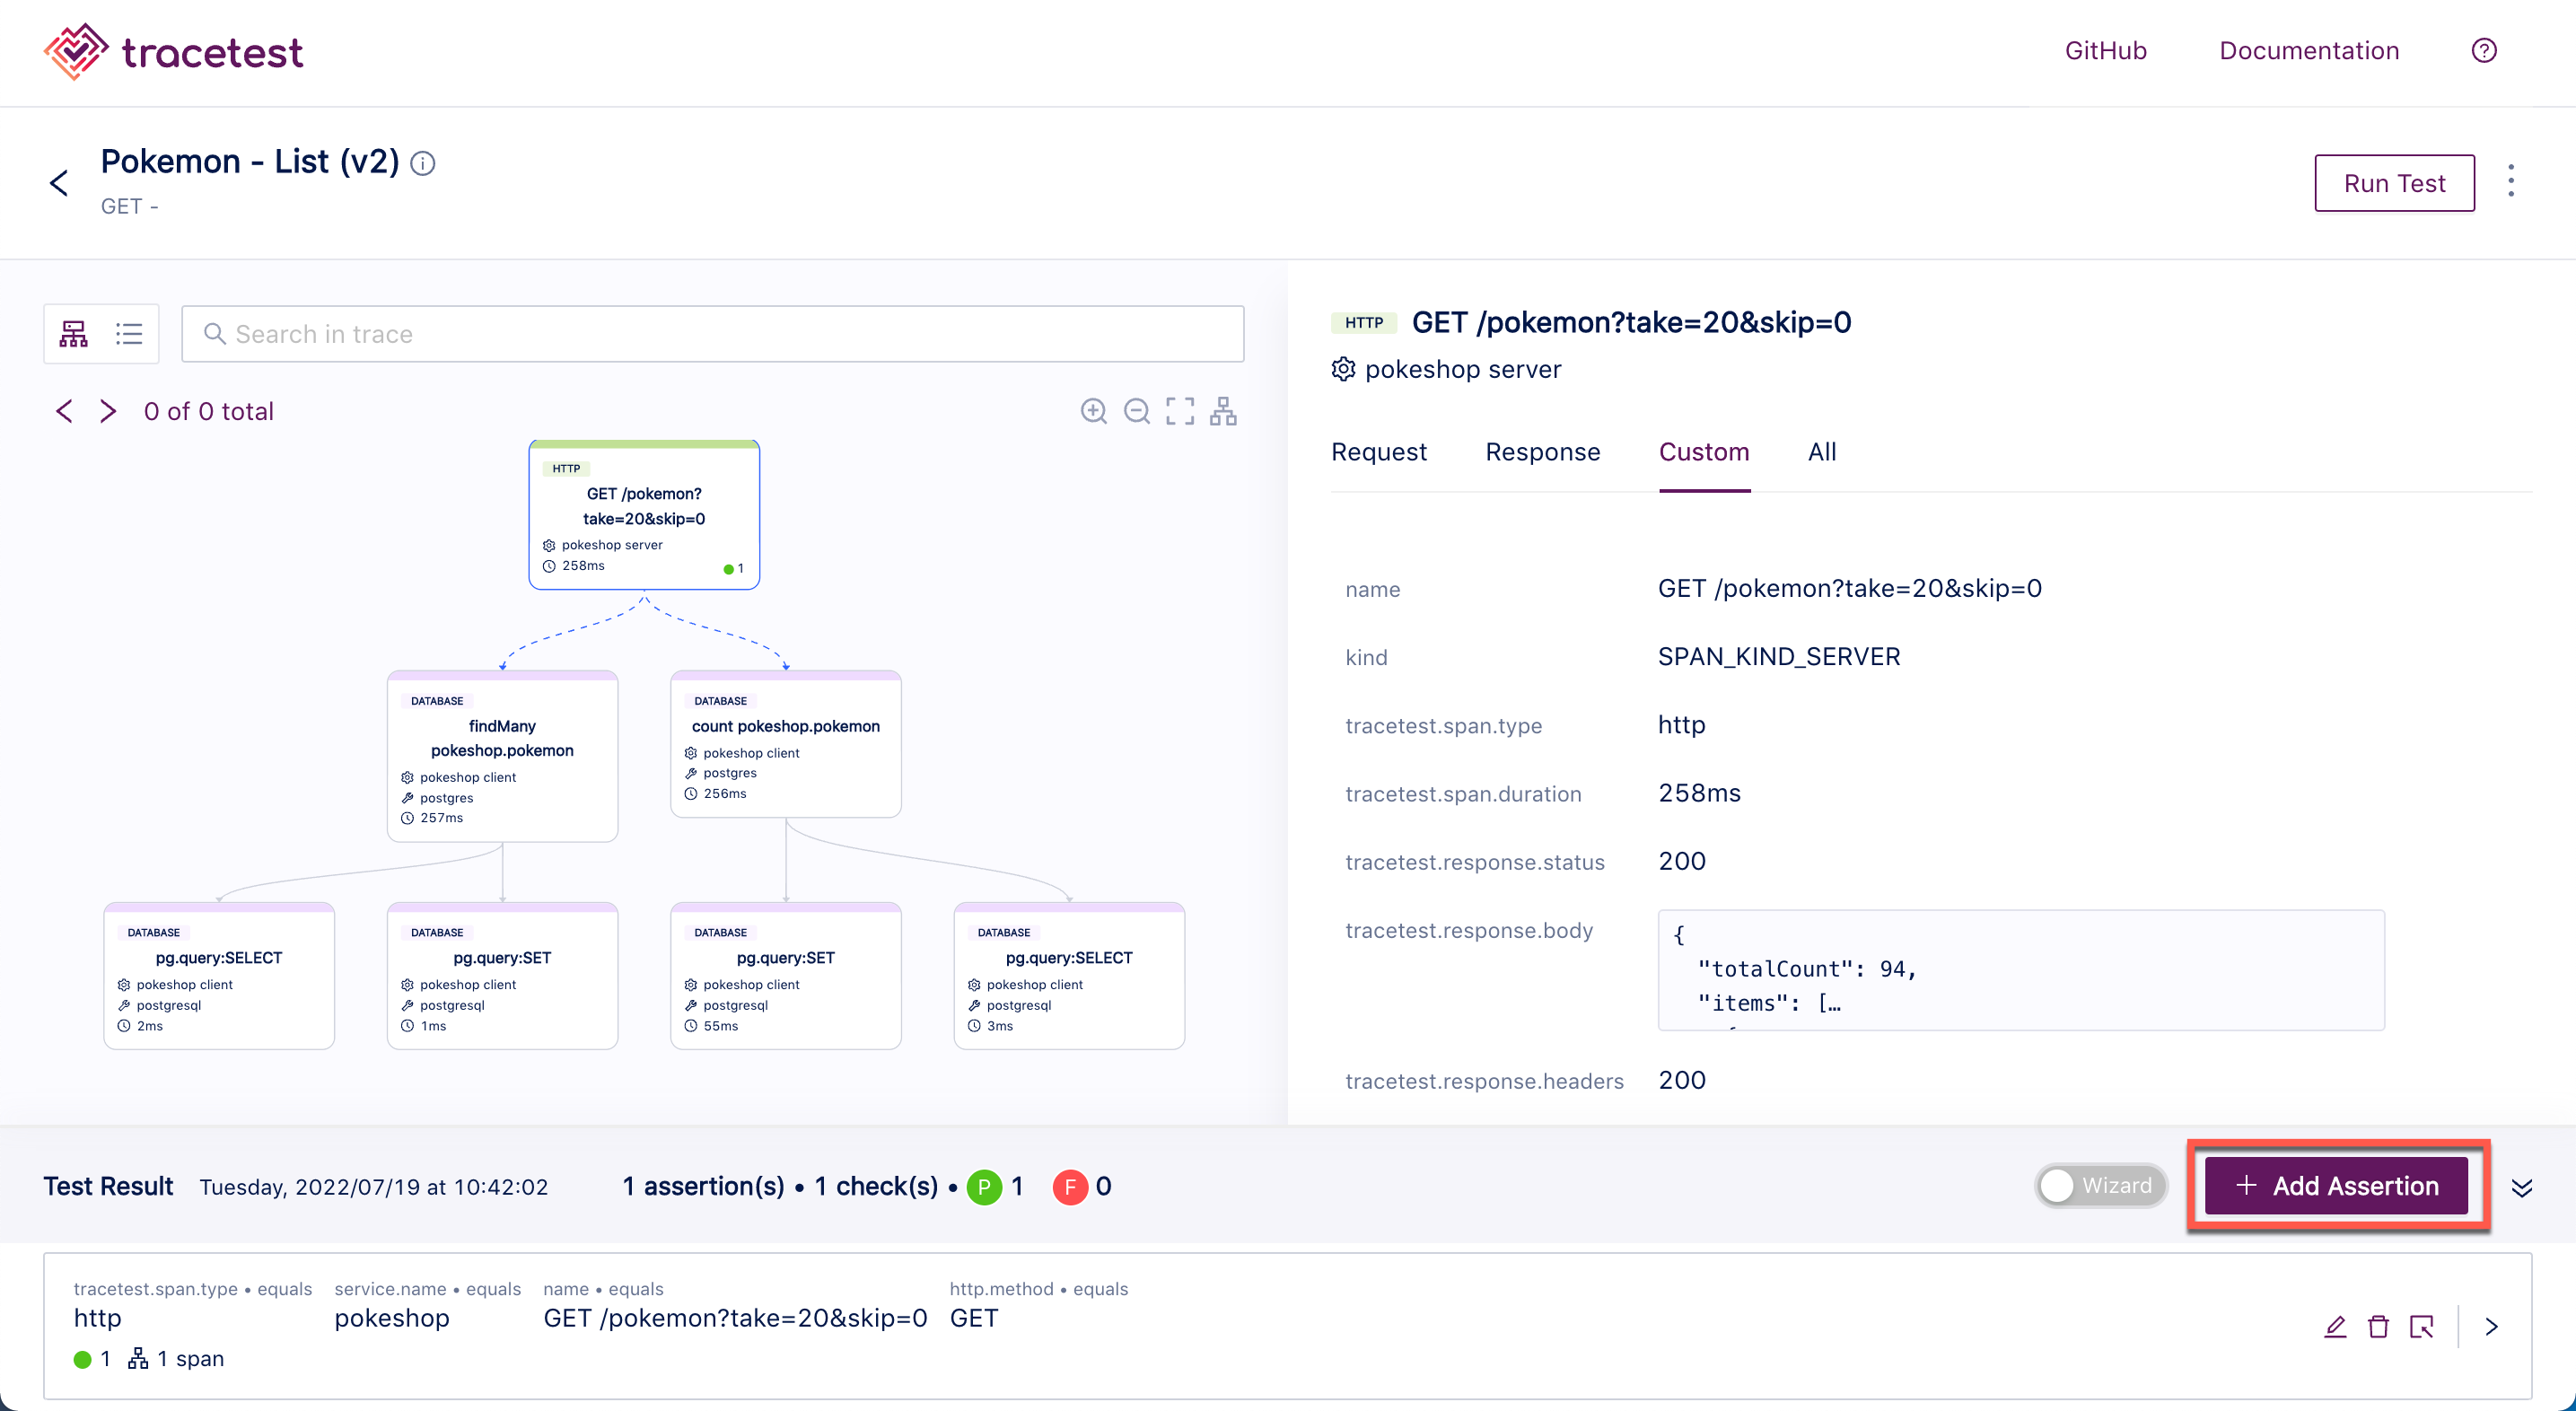 tracetest
GitHub
Documentation
Pokemon - List (v2)
GET -
Run Test
Search in trace
0 of 0 total
HTTP
GET /pokemon?
take=20&skip=0
pokeshop server
258ms
1
DATABASE
findMany
pokeshop.pokemon
pokeshop client
postgres
257ms
DATABASE
count pokeshop.pokemon
pokeshop client
postgres
256ms
DATABASE
pg.query:SELECT
pokeshop client
postgresql
2ms
DATABASE
pg.query:SET
pokeshop client
postgresql
1ms
DATABASE
pg.query:SET
pokeshop client
postgresql
55ms
DATABASE
pg.query:SELECT
pokeshop client
postgresql
3ms
HTTP GET /pokemon?take=20&skip=0
pokeshop server
Request Response Custom All
name GET /pokemon?take=20&skip=0
kind SPAN_KIND_SERVER
tracetest.span.type http
tracetest.span.duration 258ms
tracetest.response.status 200
tracetest.response.body {
"totalCount": 94,
"items": […
tracetest.response.headers 200
Test Result Tuesday, 2022/07/19 at 10:42:02 1 assertion(s) • 1 check(s) • P 1 F 0
Wizard
+ Add Assertion
tracetest.span.type • equals service.name • equals name • equals http.method • equals
http pokeshop GET /pokemon?take=20&skip=0 GET
1 1 span